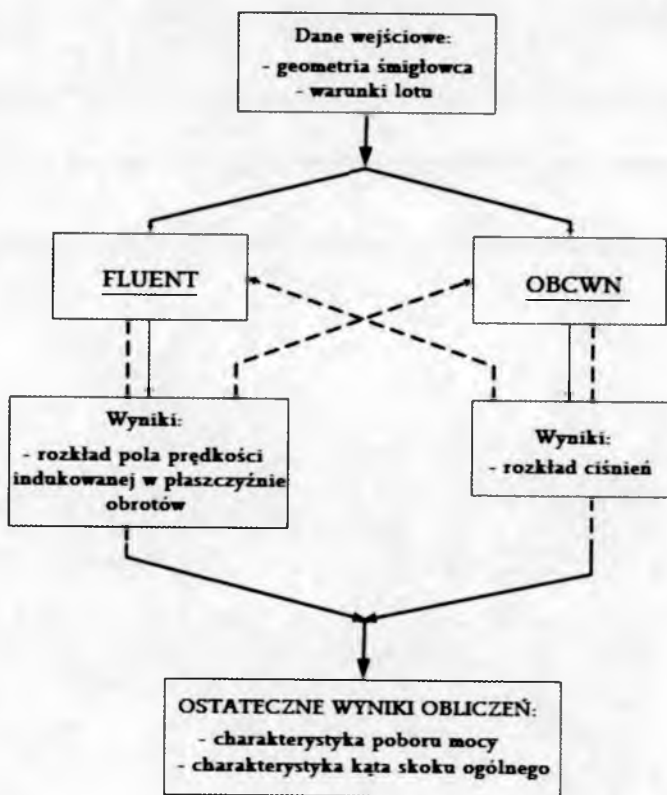 Dane wejściowe:
- geometria śmigłowca
- warunki lotu
FLUENT
OBCWN
Wyniki:
- rozkład pola prędkości
indukowanej w płaszczyźnie
obrotów
Wyniki:
- rozkład ciśnień
OSTATECZNE WYNIKI OBLICZEŃ:
- charakterystyka poboru mocy
- charakterystyka kąta skoku ogólnego